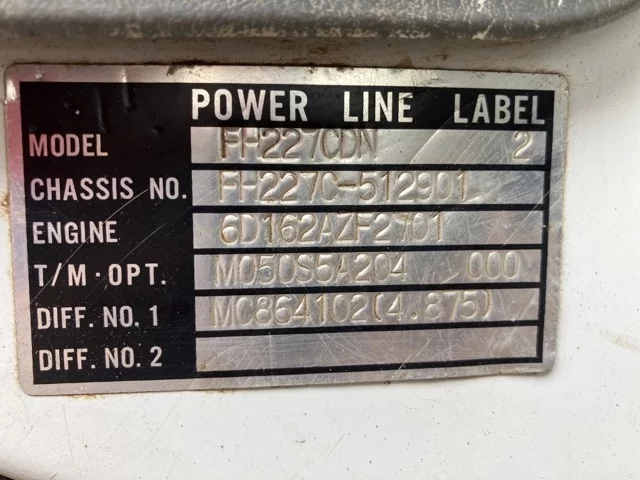 POWER LINE LABEL
MODEL FH227CDN 2
CHASSIS NO. FH227C-512901
ENGINE 6D162AZF2701
T/M·OPT. M050S5A204 000
DIFF. NO. 1 MC864102(4.875)
DIFF. NO. 2